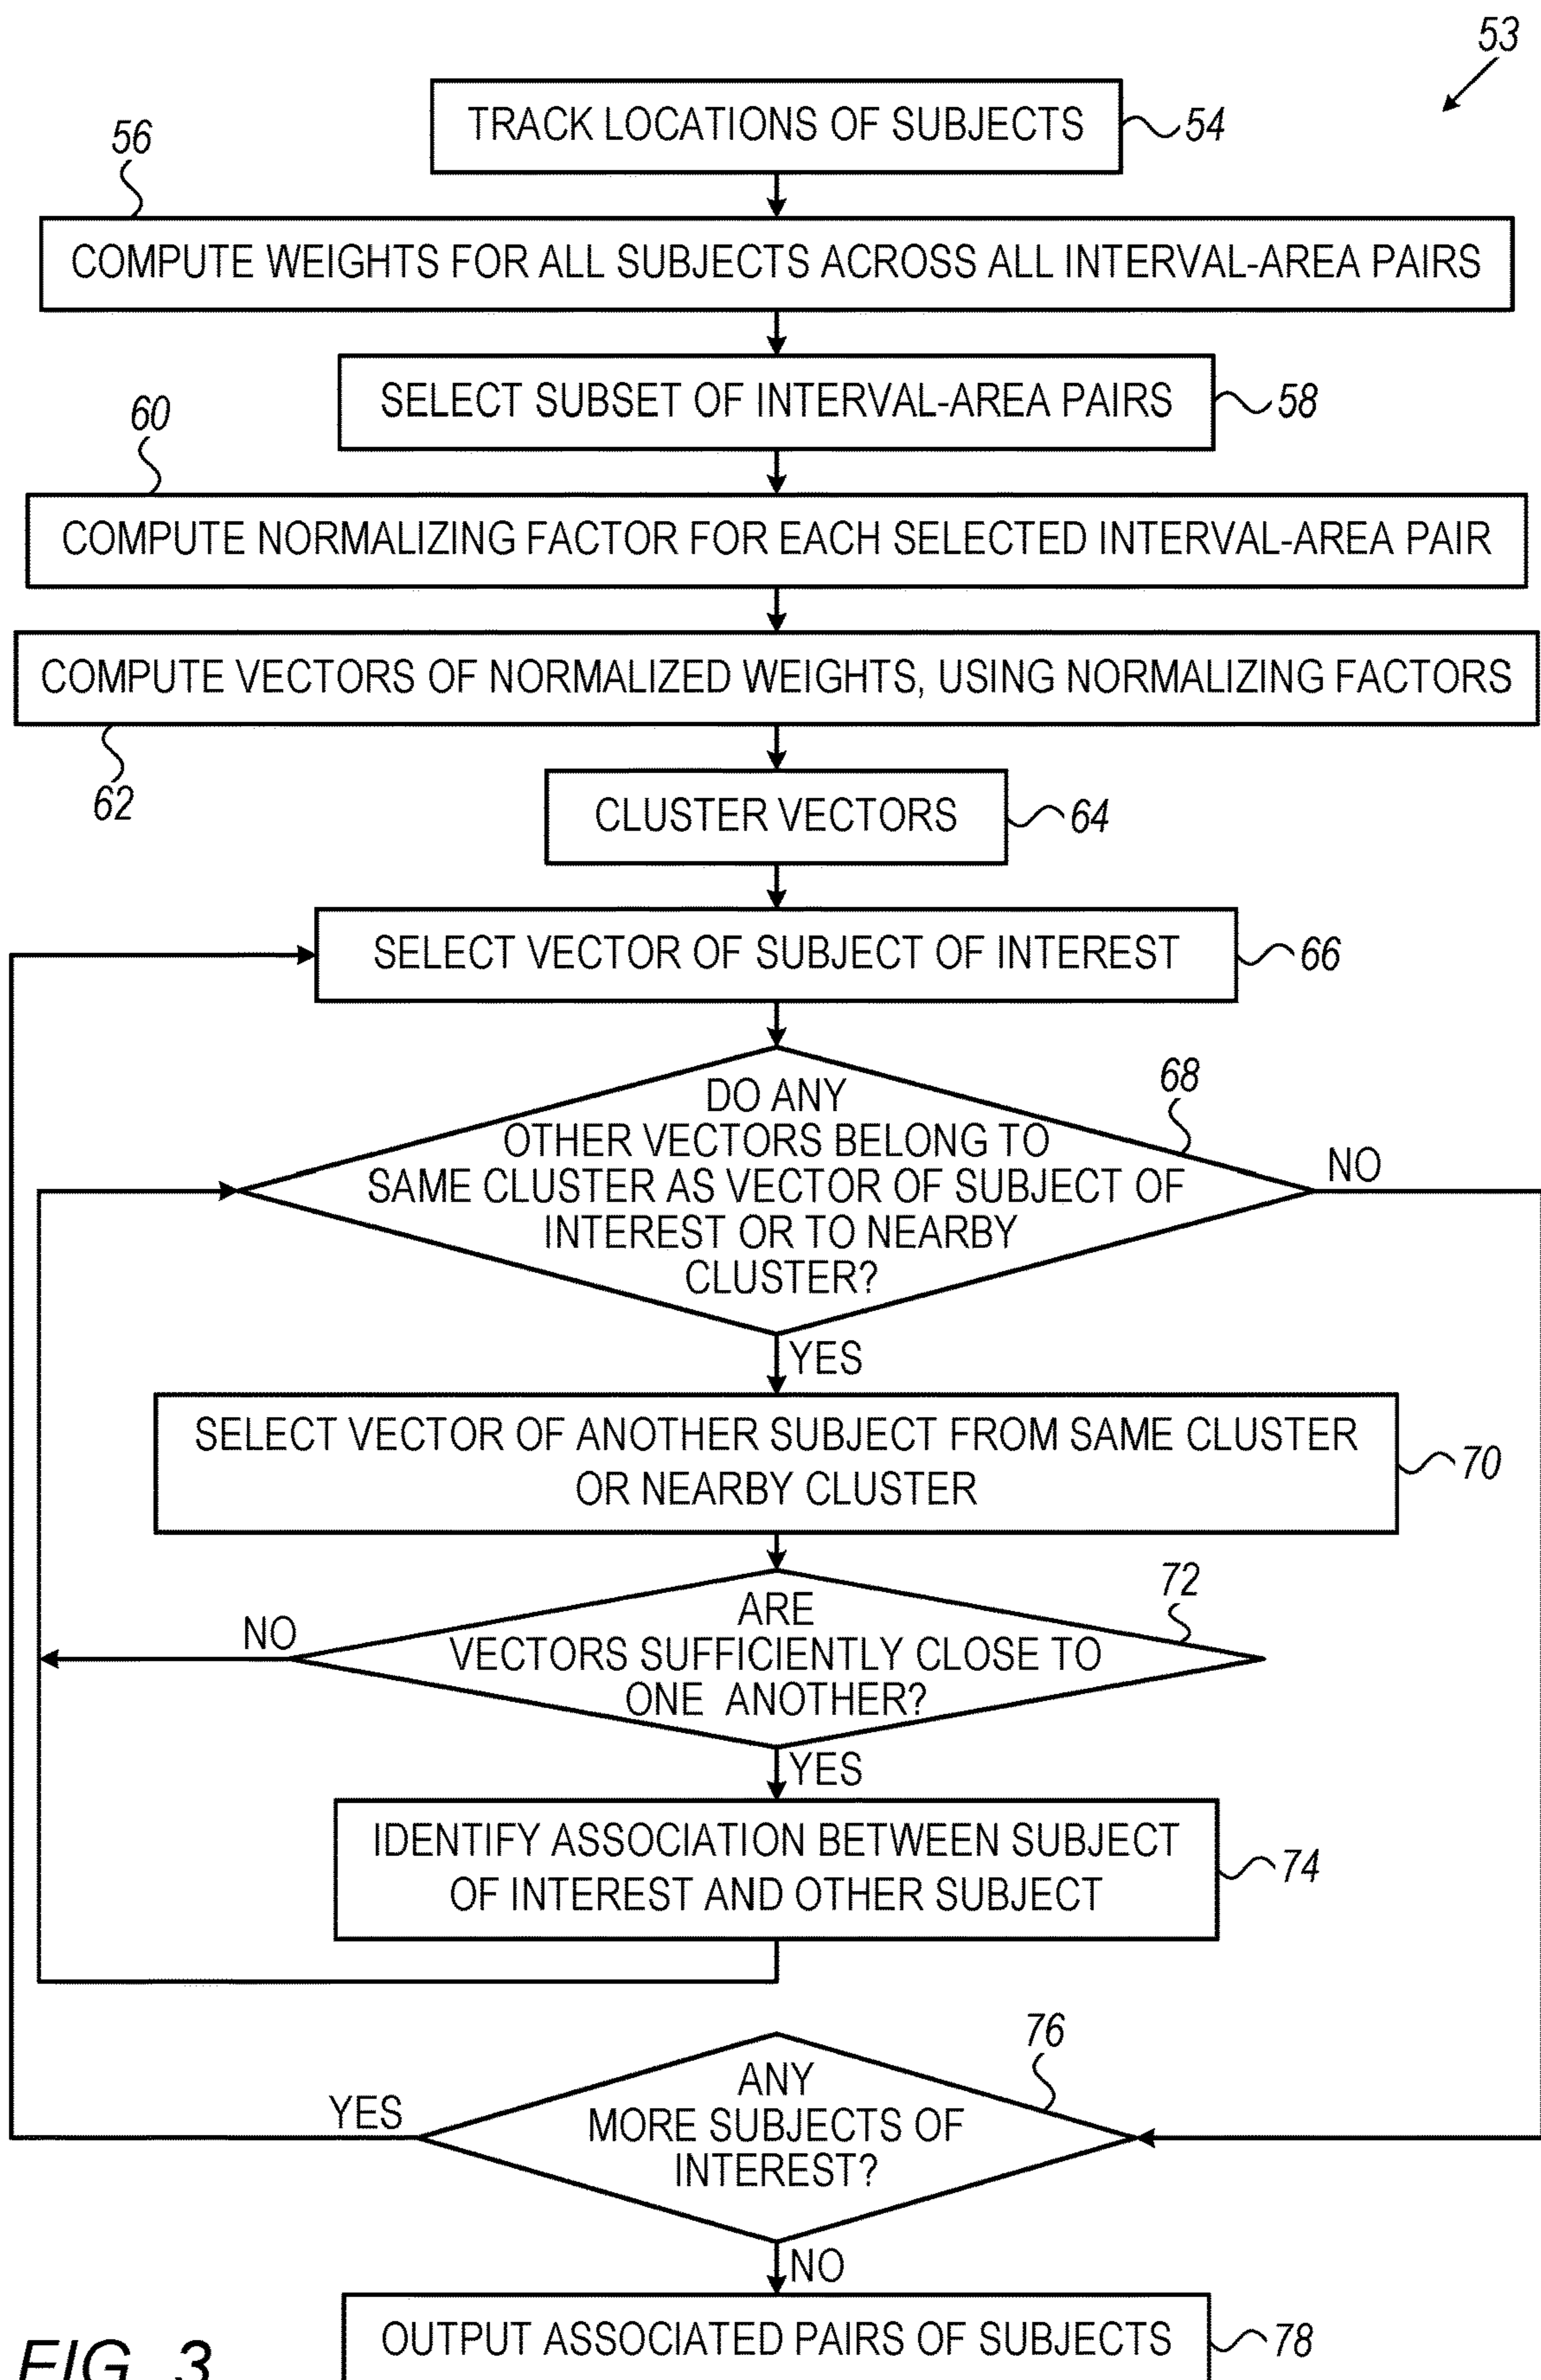 53
TRACK LOCATIONS OF SUBJECTS
54
56
COMPUTE WEIGHTS FOR ALL SUBJECTS ACROSS ALL INTERVAL-AREA PAIRS
SELECT SUBSET OF INTERVAL-AREA PAIRS
58
60
COMPUTE NORMALIZING FACTOR FOR EACH SELECTED INTERVAL-AREA PAIR
COMPUTE VECTORS OF NORMALIZED WEIGHTS, USING NORMALIZING FACTORS
62
CLUSTER VECTORS
64
SELECT VECTOR OF SUBJECT OF INTEREST
66
68
DO ANY
OTHER VECTORS BELONG TO
SAME CLUSTER AS VECTOR OF SUBJECT OF
INTEREST OR TO NEARBY
CLUSTER?
NO
YES
SELECT VECTOR OF ANOTHER SUBJECT FROM SAME CLUSTER
OR NEARBY CLUSTER
70
72
ARE
VECTORS SUFFICIENTLY CLOSE TO
ONE ANOTHER?
NO
YES
IDENTIFY ASSOCIATION BETWEEN SUBJECT
OF INTEREST AND OTHER SUBJECT
74
76
ANY
MORE SUBJECTS OF
INTEREST?
YES
NO
OUTPUT ASSOCIATED PAIRS OF SUBJECTS
78
FIG. 3